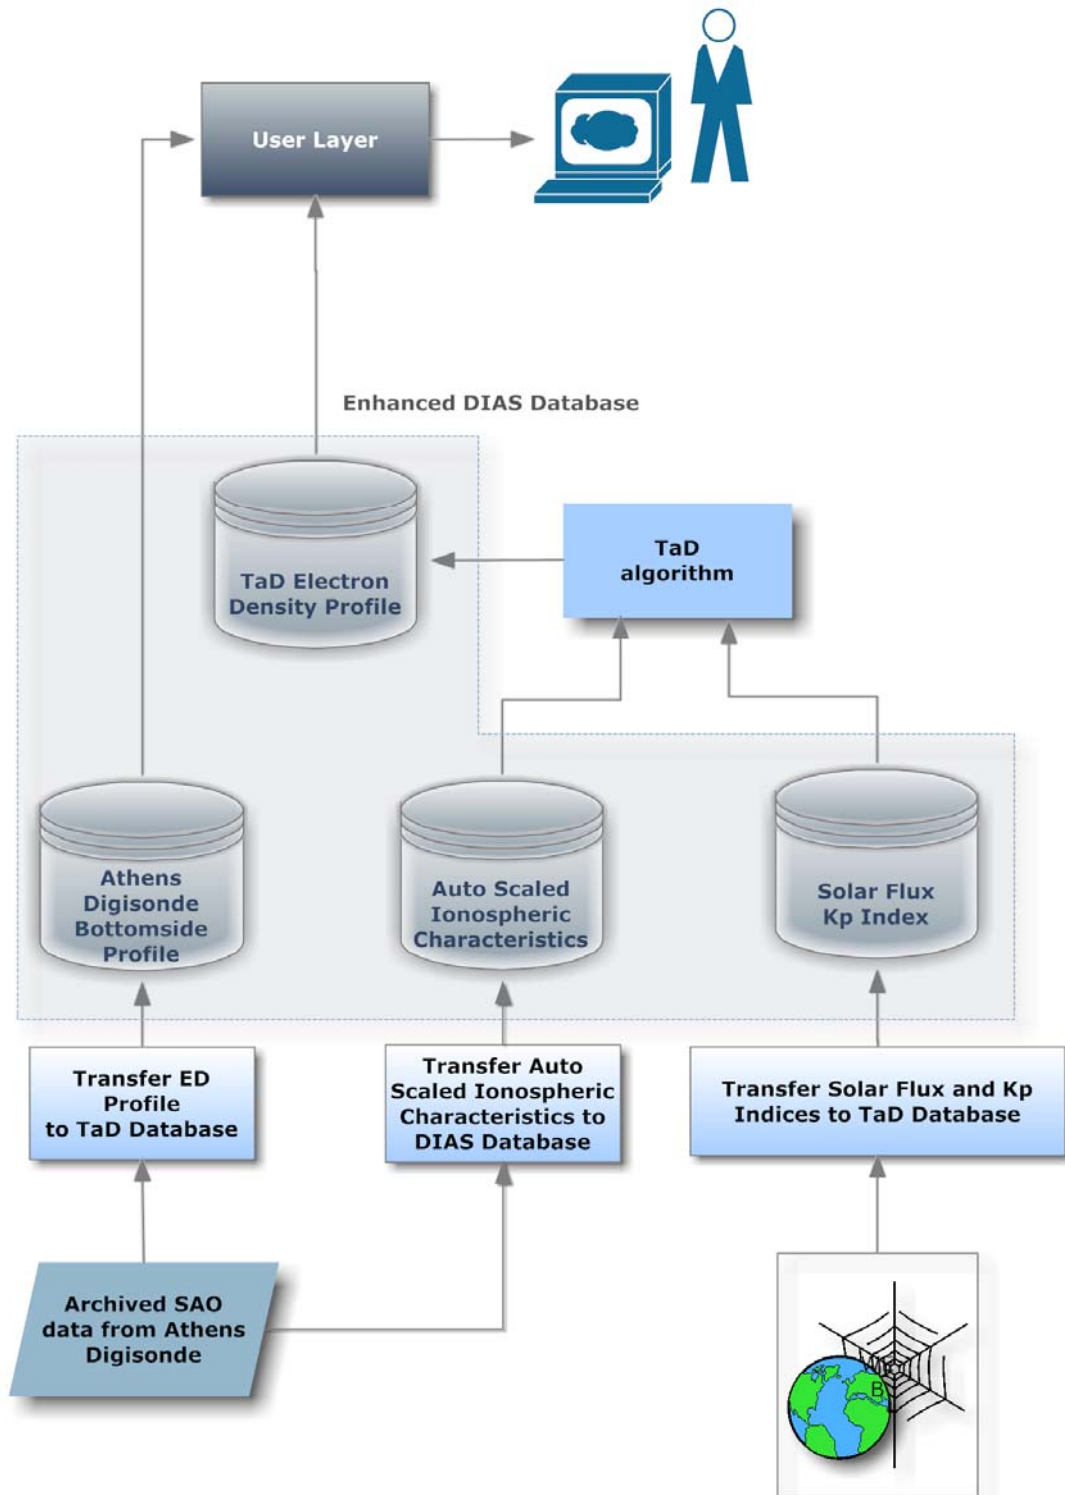 User Layer
Enhanced DIAS Database
TaD Electron
Density Profile
TaD
algorithm
Athens
Digisonde
Bottomside
Profile
Auto Scaled
Ionospheric
Characteristics
Solar Flux
Kp Index
Transfer ED
Profile
to TaD Database
Transfer Auto
Scaled Ionospheric
Characteristics to
DIAS Database
Transfer Solar Flux and Kp
Indices to TaD Database
Archived SAO
data from Athens
Digisonde